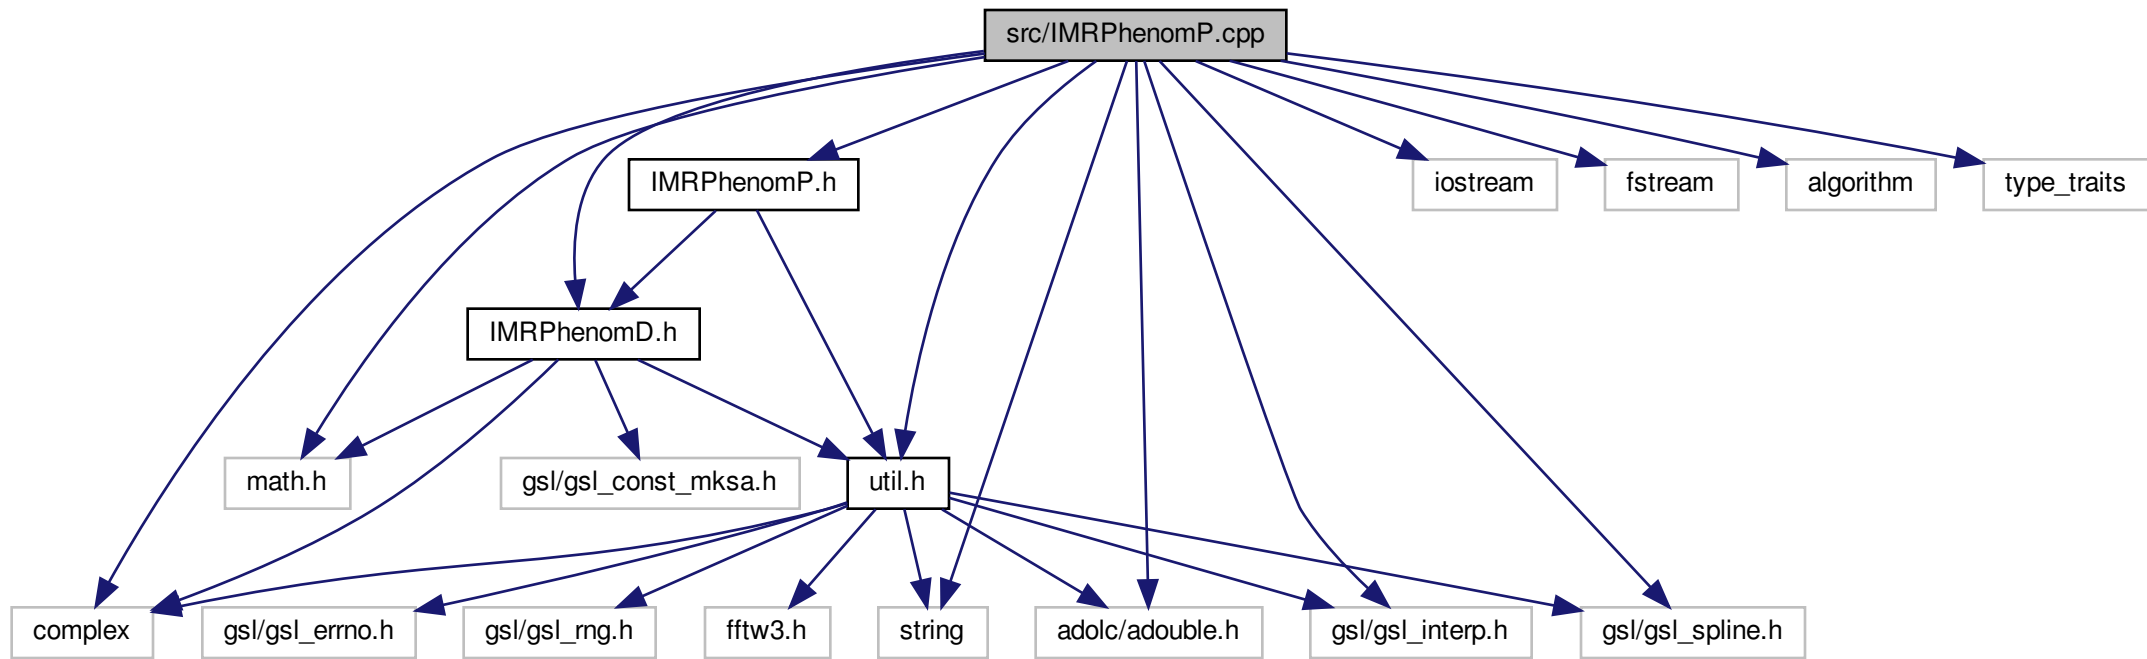 src/IMRPhenomP.cpp
IMRPhenomP.h
iostream
fstream
algorithm
type_traits
IMRPhenomD.h
math.h
gsl/gsl_const_mksa.h
util.h
complex
gsl/gsl_errno.h
gsl/gsl_rng.h
fftw3.h
string
adolc/adouble.h
gsl/gsl_interp.h
gsl/gsl_spline.h